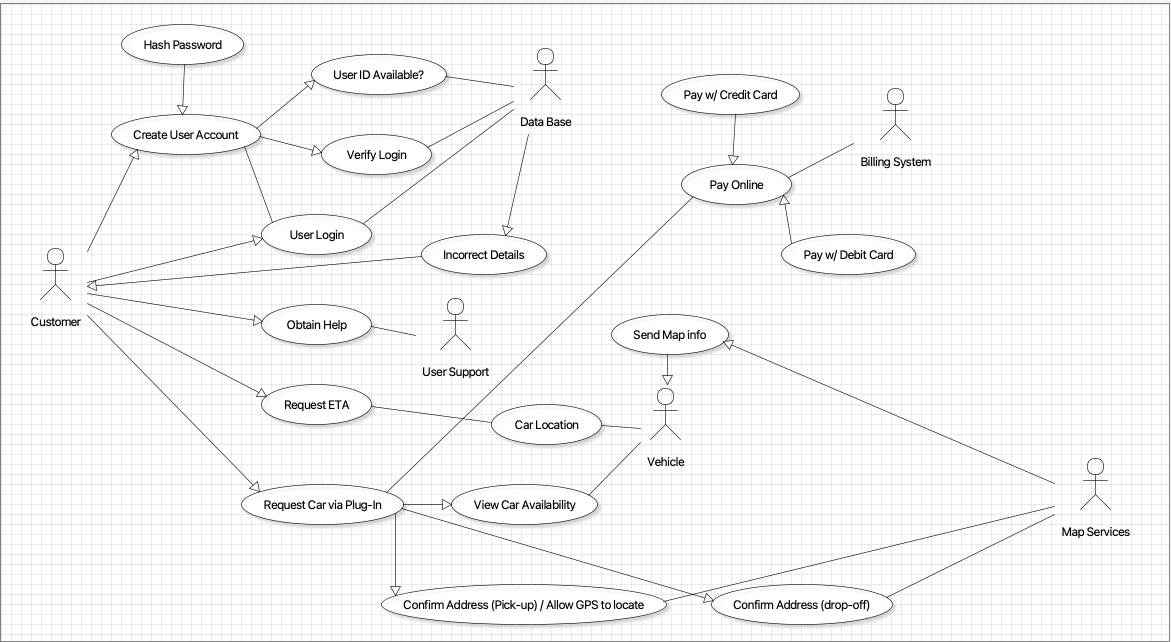 Hash Password
User ID Available?
Data Base
Pay w/ Credit Card
Billing System
Create User Account
Verify Login
Pay Online
User Login
Incorrect Details
Pay w/ Debit Card
Customer
Obtain Help
User Support
Send Map info
Request ETA
Car Location
Vehicle
Request Car via Plug-In
View Car Availability
Map Services
Confirm Address (Pick-up) / Allow GPS to locate
Confirm Address (drop-off)